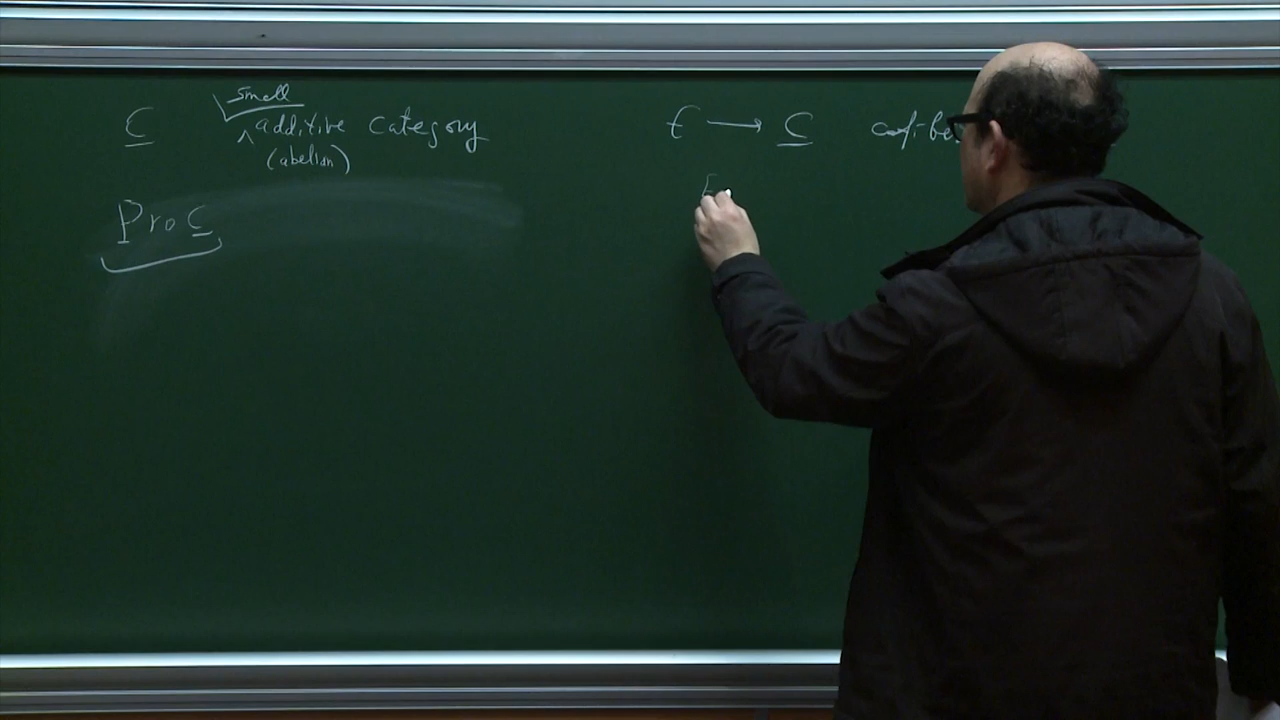 C small additive category
(abelian)
Pro C
E → C cofibe
E